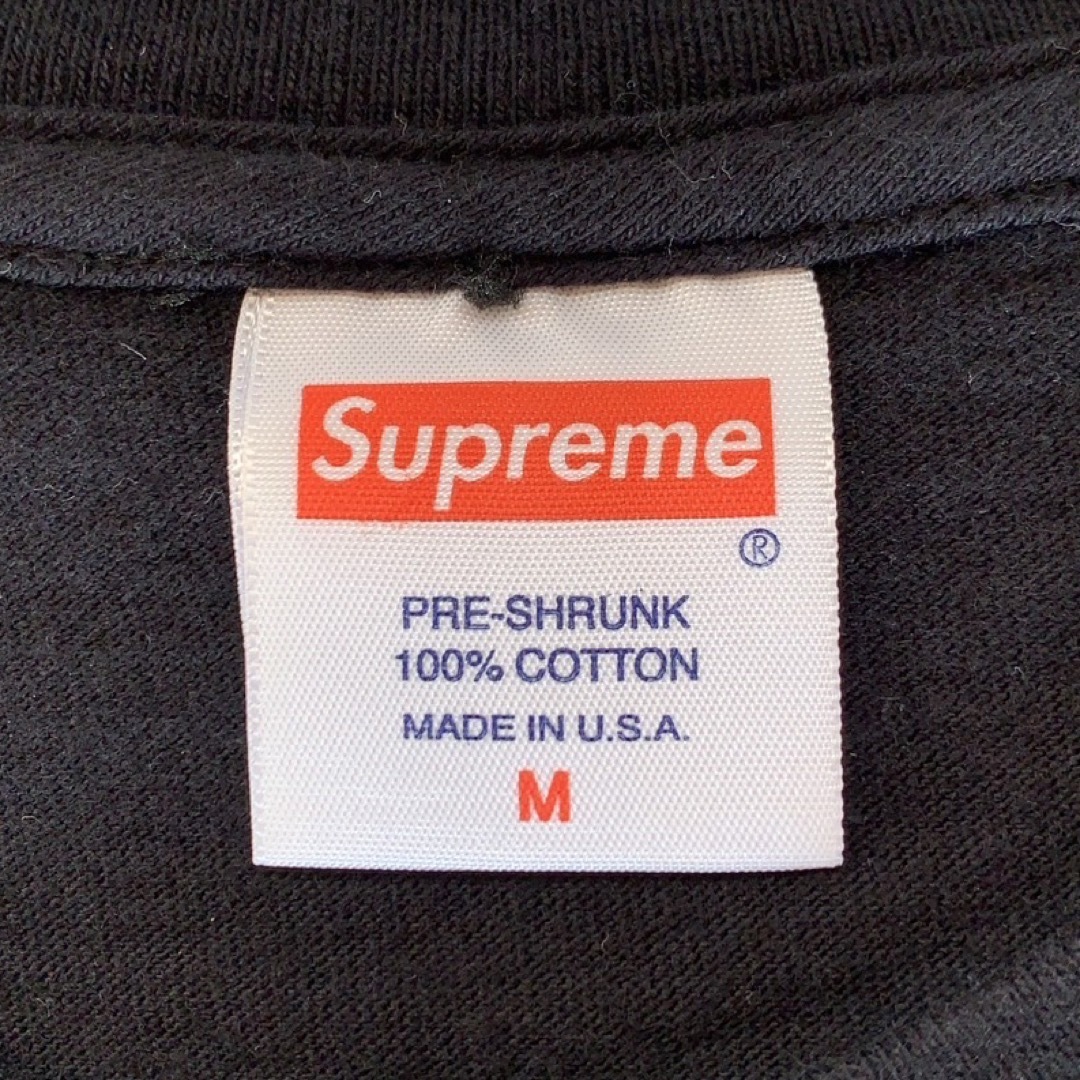 Supreme
®
PRE-SHRUNK
100% COTTON
MADE IN U.S.A.
M